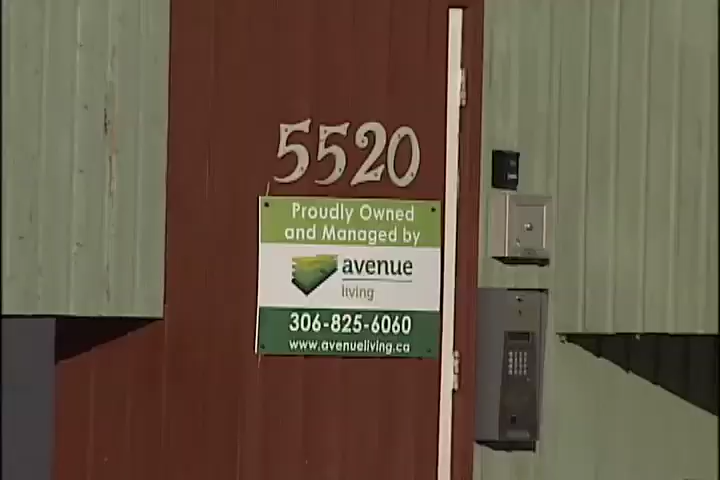 5520
Proudly Owned
and Managed by
avenue
living
306-825-6060
www.avenueliving.ca